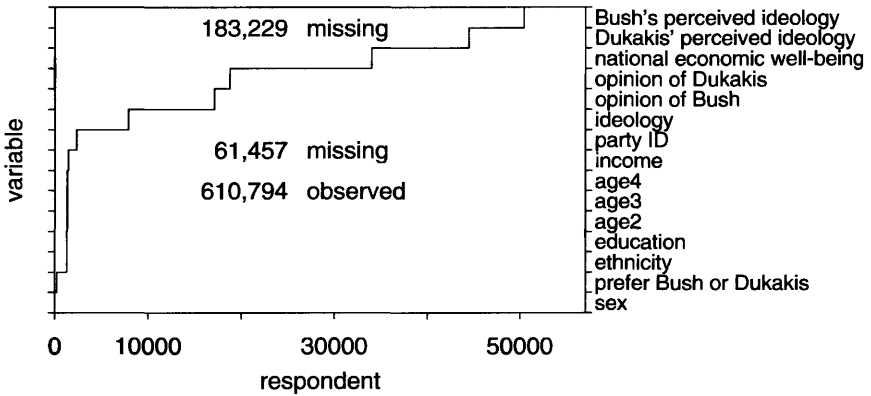 183,229 missing
61,457 missing
610,794 observed
variable
Bush's perceived ideology
Dukakis' perceived ideology
national economic well-being
opinion of Dukakis
opinion of Bush
ideology
party ID
income
age4
age3
age2
education
ethnicity
prefer Bush or Dukakis
sex
0 10000 30000 50000
respondent